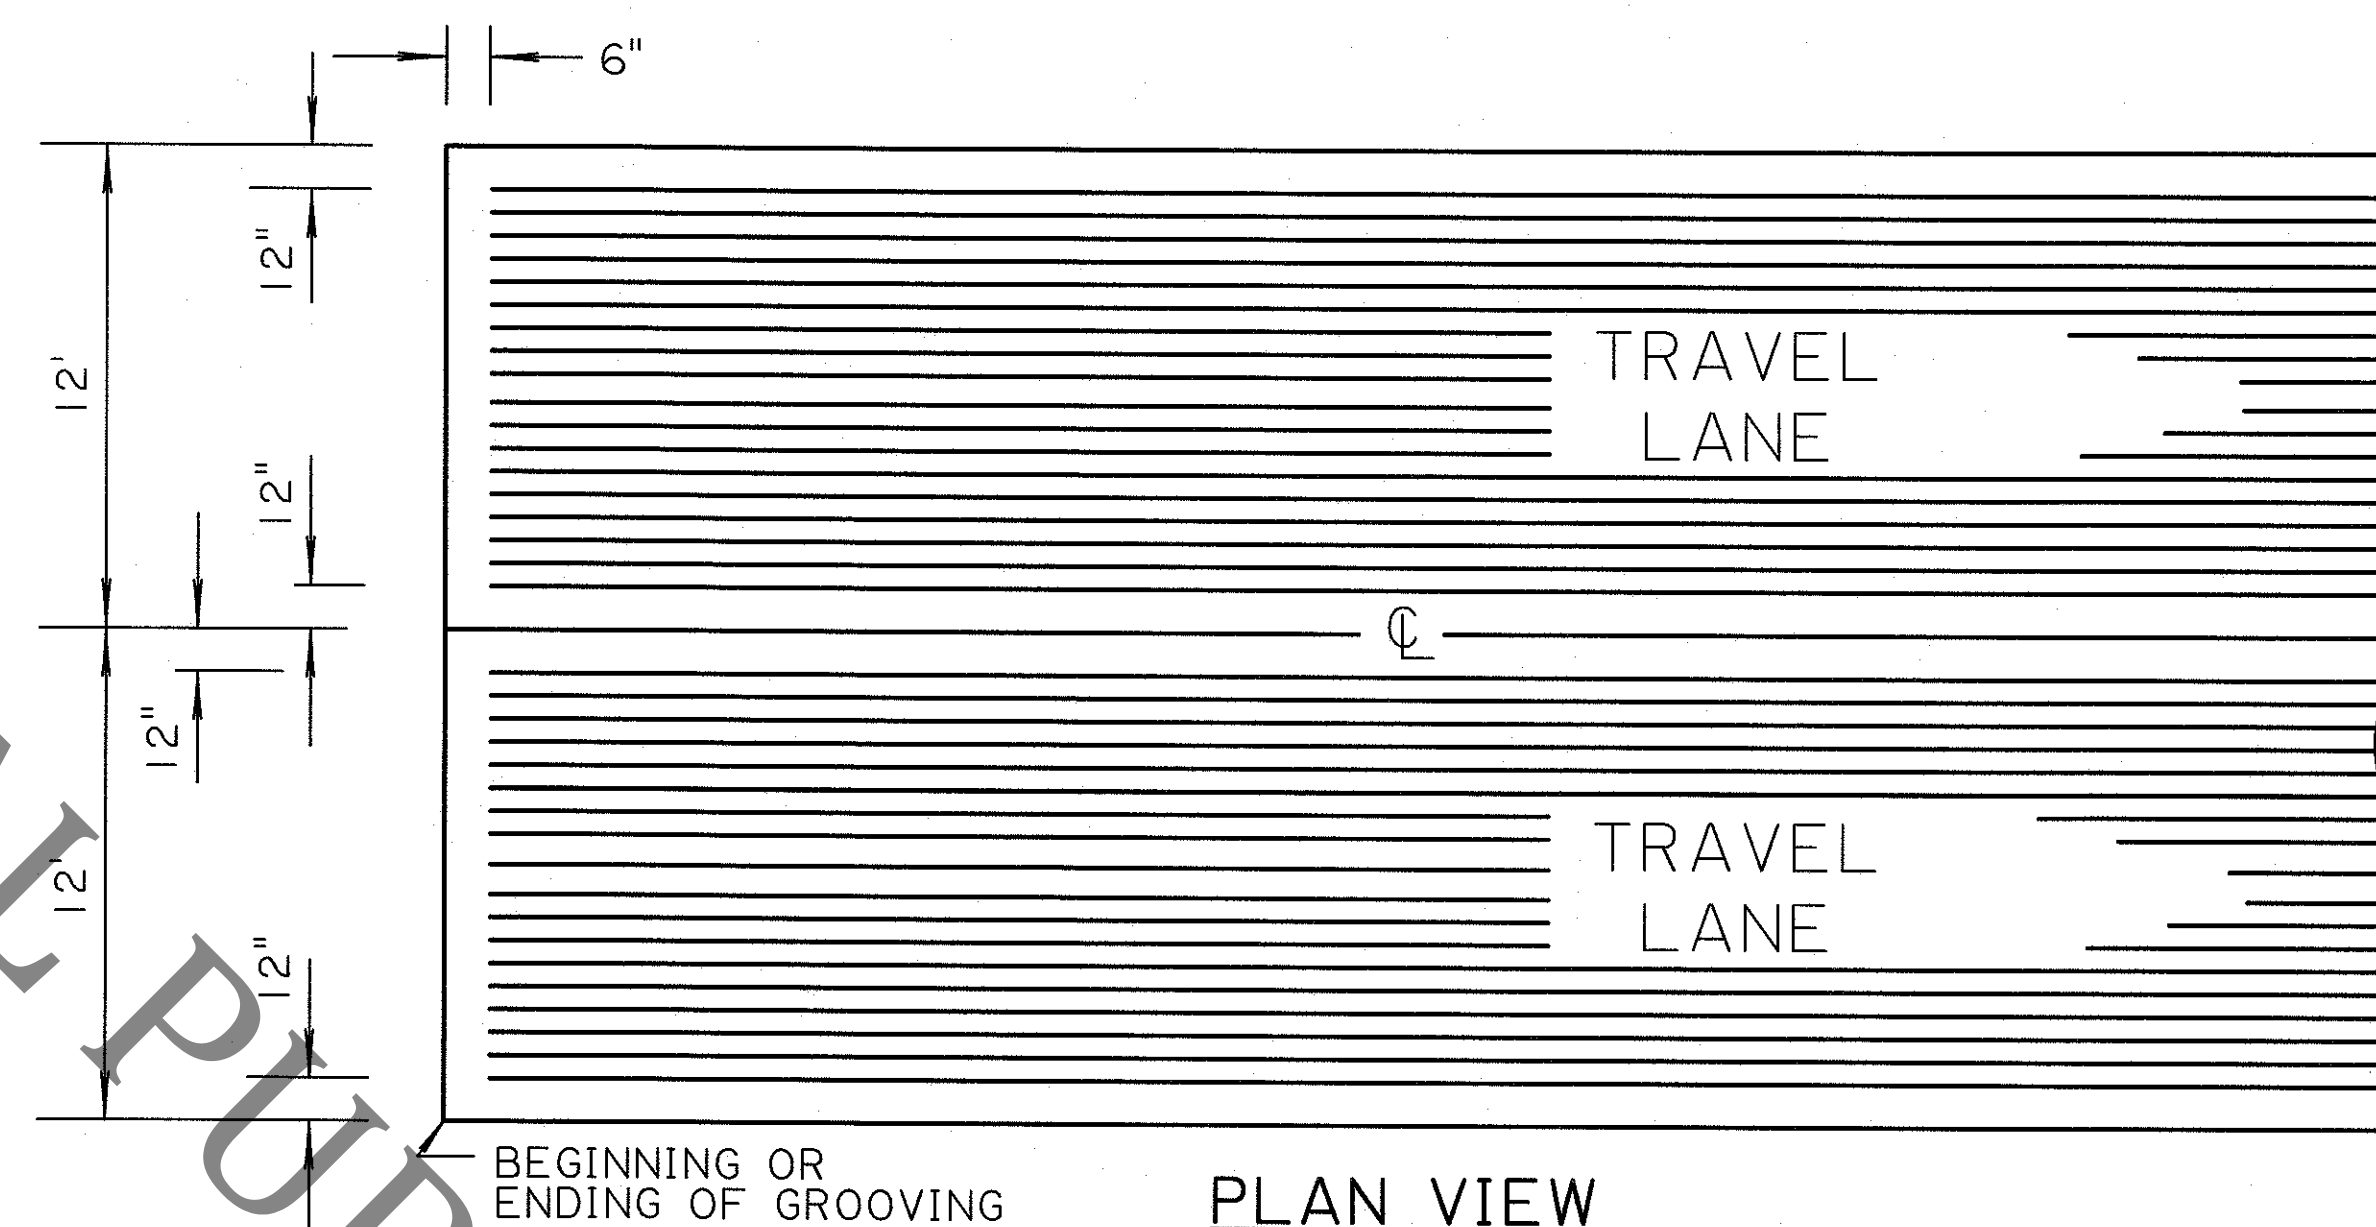 6"
12"
12'
TRAVEL
LANE
12"
℄
12"
12'
TRAVEL
LANE
12"
BEGINNING OR
ENDING OF GROOVING
PLAN VIEW